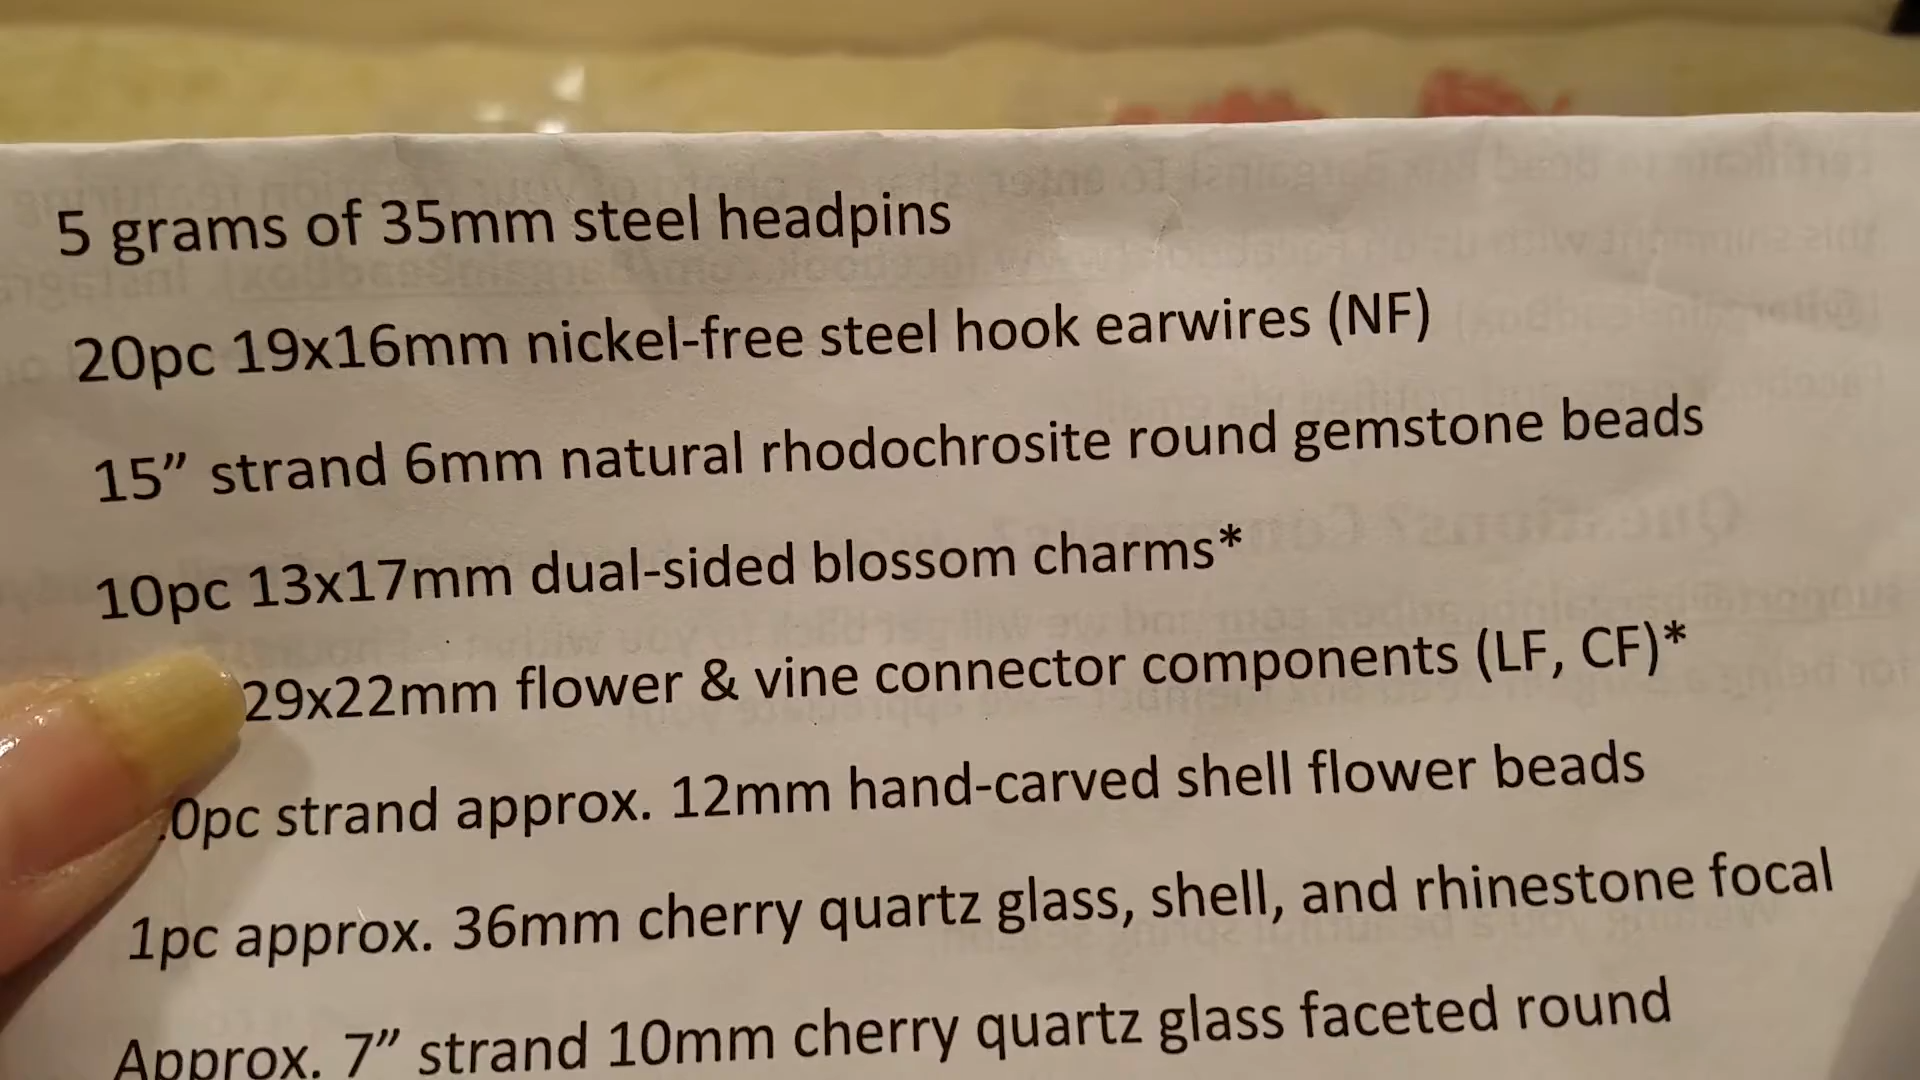 5 grams of 35mm steel headpins
20pc 19x16mm nickel-free steel hook earwires (NF)
15” strand 6mm natural rhodochrosite round gemstone beads
10pc 13x17mm dual-sided blossom charms*
29x22mm flower & vine connector components (LF, CF)*
0pc strand approx. 12mm hand-carved shell flower beads
1pc approx. 36mm cherry quartz glass, shell, and rhinestone focal
Approx. 7” strand 10mm cherry quartz glass faceted round